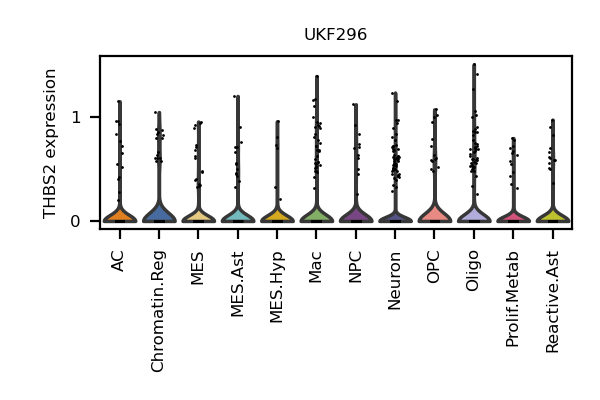 UKF296
THBS2 expression
1
0
AC
Chromatin.Reg
MES
MES.Ast
MES.Hyp
Mac
NPC
Neuron
OPC
Oligo
Prolif.Metab
Reactive.Ast